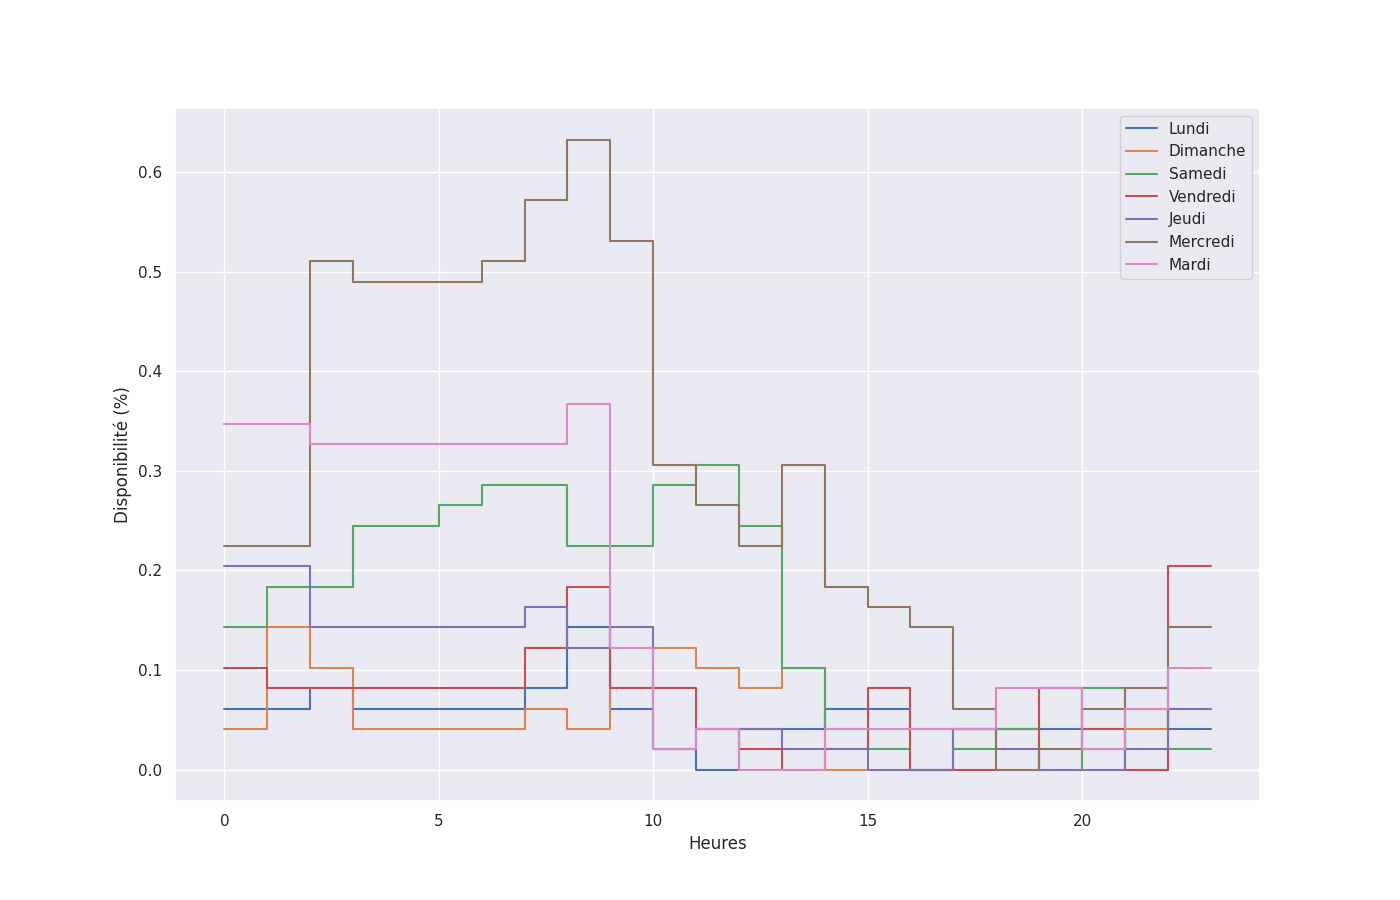 Lundi
Dimanche
Samedi
Vendredi
Jeudi
Mercredi
Mardi
0.6
0.5
0.4
0.3
0.2
0.1
0.0
Disponibilité (%)
0 5 10 15 20
Heures